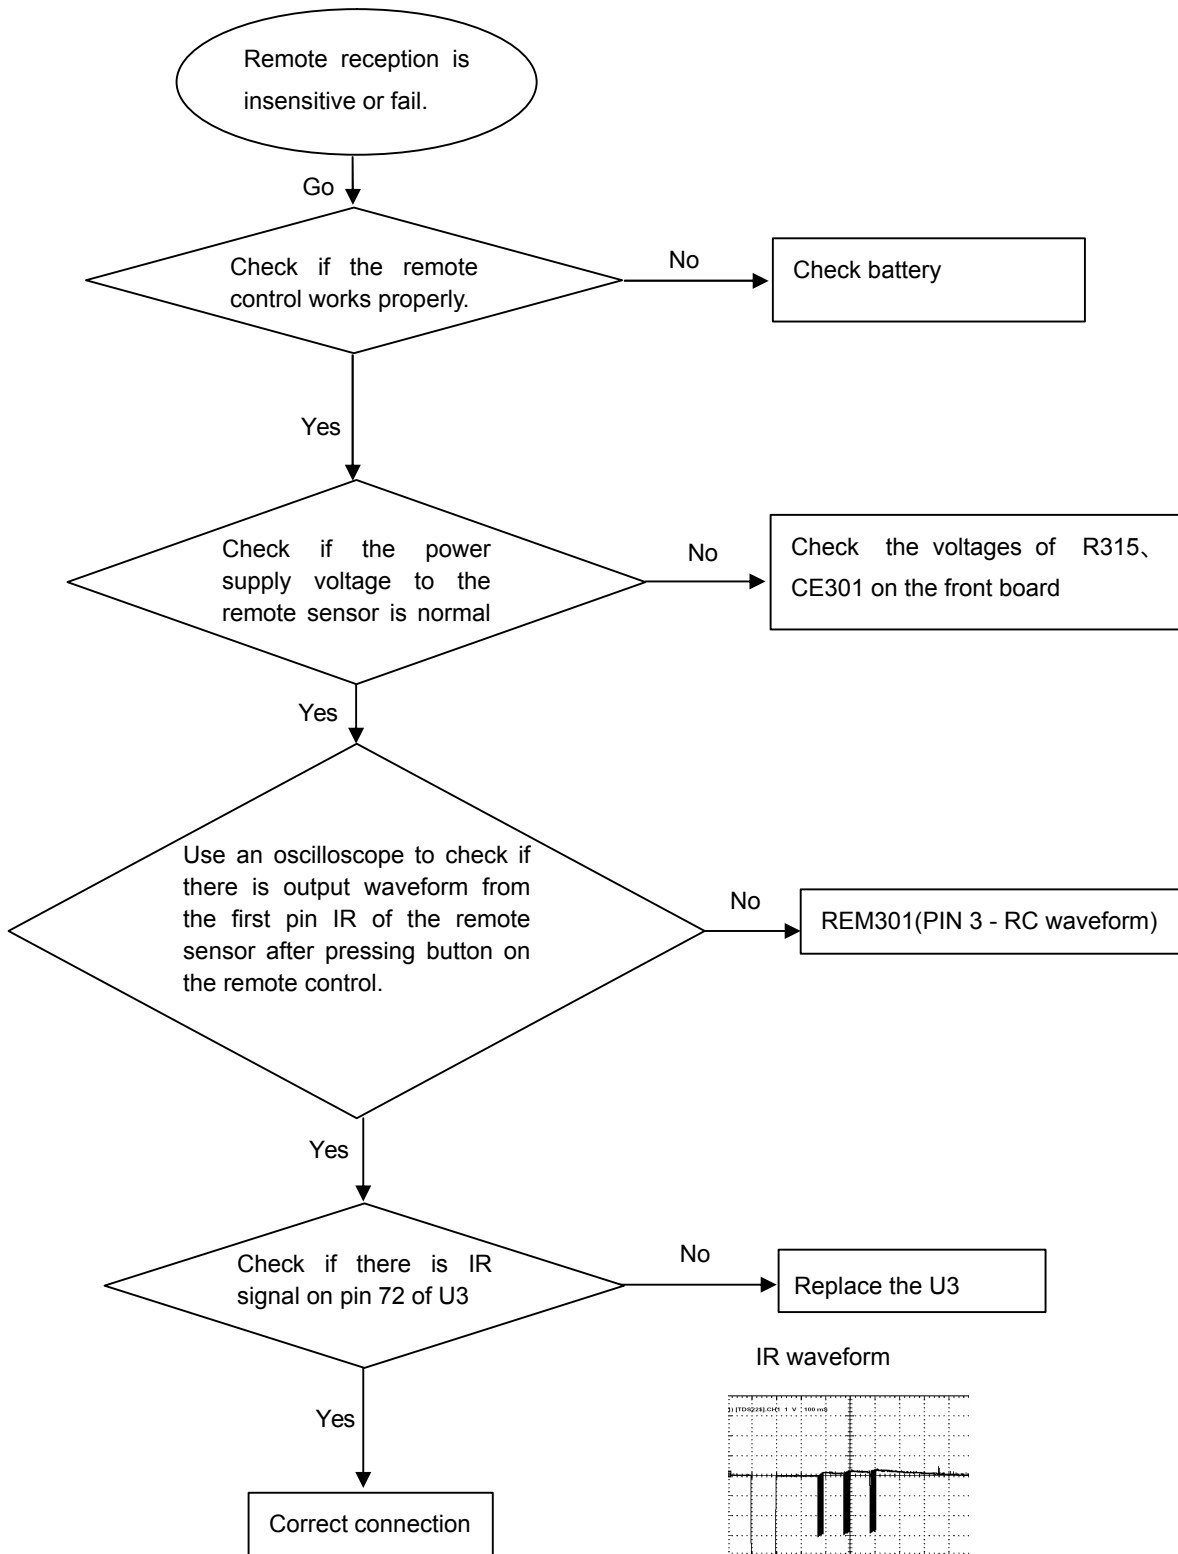 Remote reception is
insensitive or fail.
Go
Check if the remote
control works properly.
No
Check battery
Yes
Check if the power
supply voltage to the
remote sensor is normal
No
Check the voltages of R315、
CE301 on the front board
Yes
Use an oscilloscope to check if
there is output waveform from
the first pin IR of the remote
sensor after pressing button on
the remote control.
No
REM301(PIN 3 - RC waveform)
Yes
Check if there is IR
signal on pin 72 of U3
No
Replace the U3
IR waveform
Yes
Correct connection